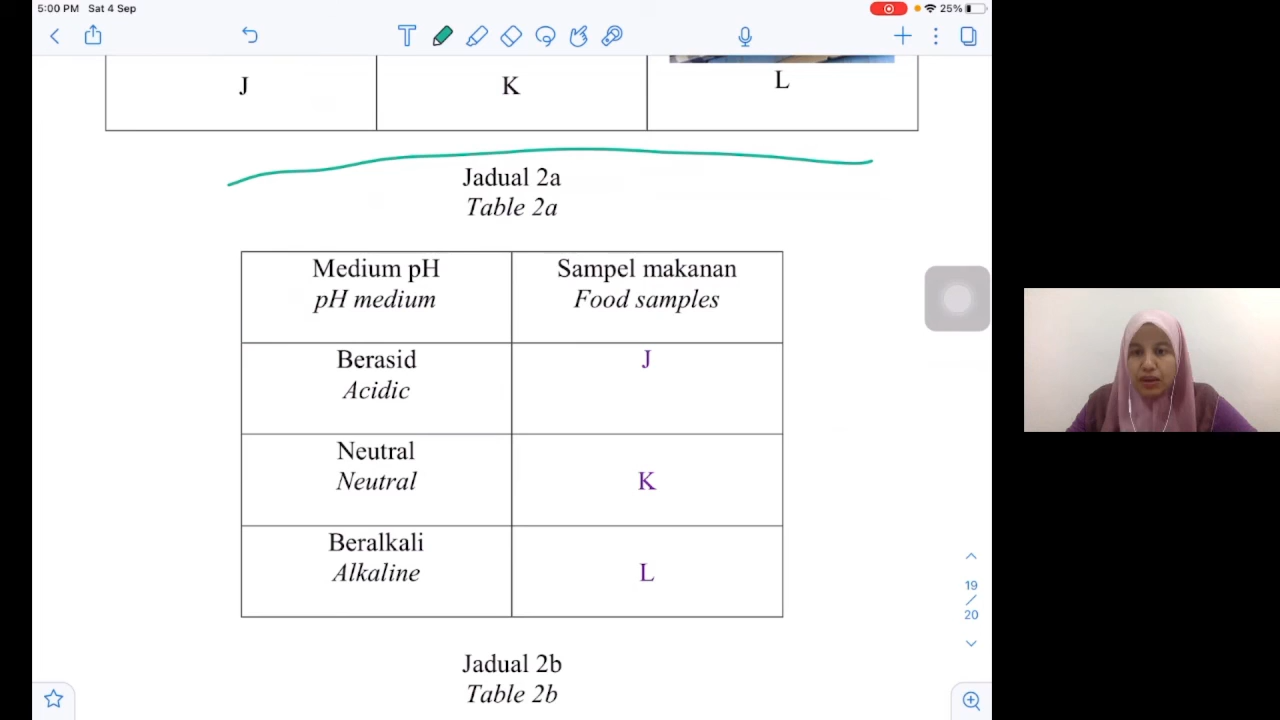 5:00 PM Sat 4 Sep
25%
T
J
K
L
Jadual 2a
Table 2a
Medium pH
pH medium
Sampel makanan
Food samples
Berasid
Acidic
J
Neutral
Neutral
K
Beralkali
Alkaline
L
19
/
20
Jadual 2b
Table 2b